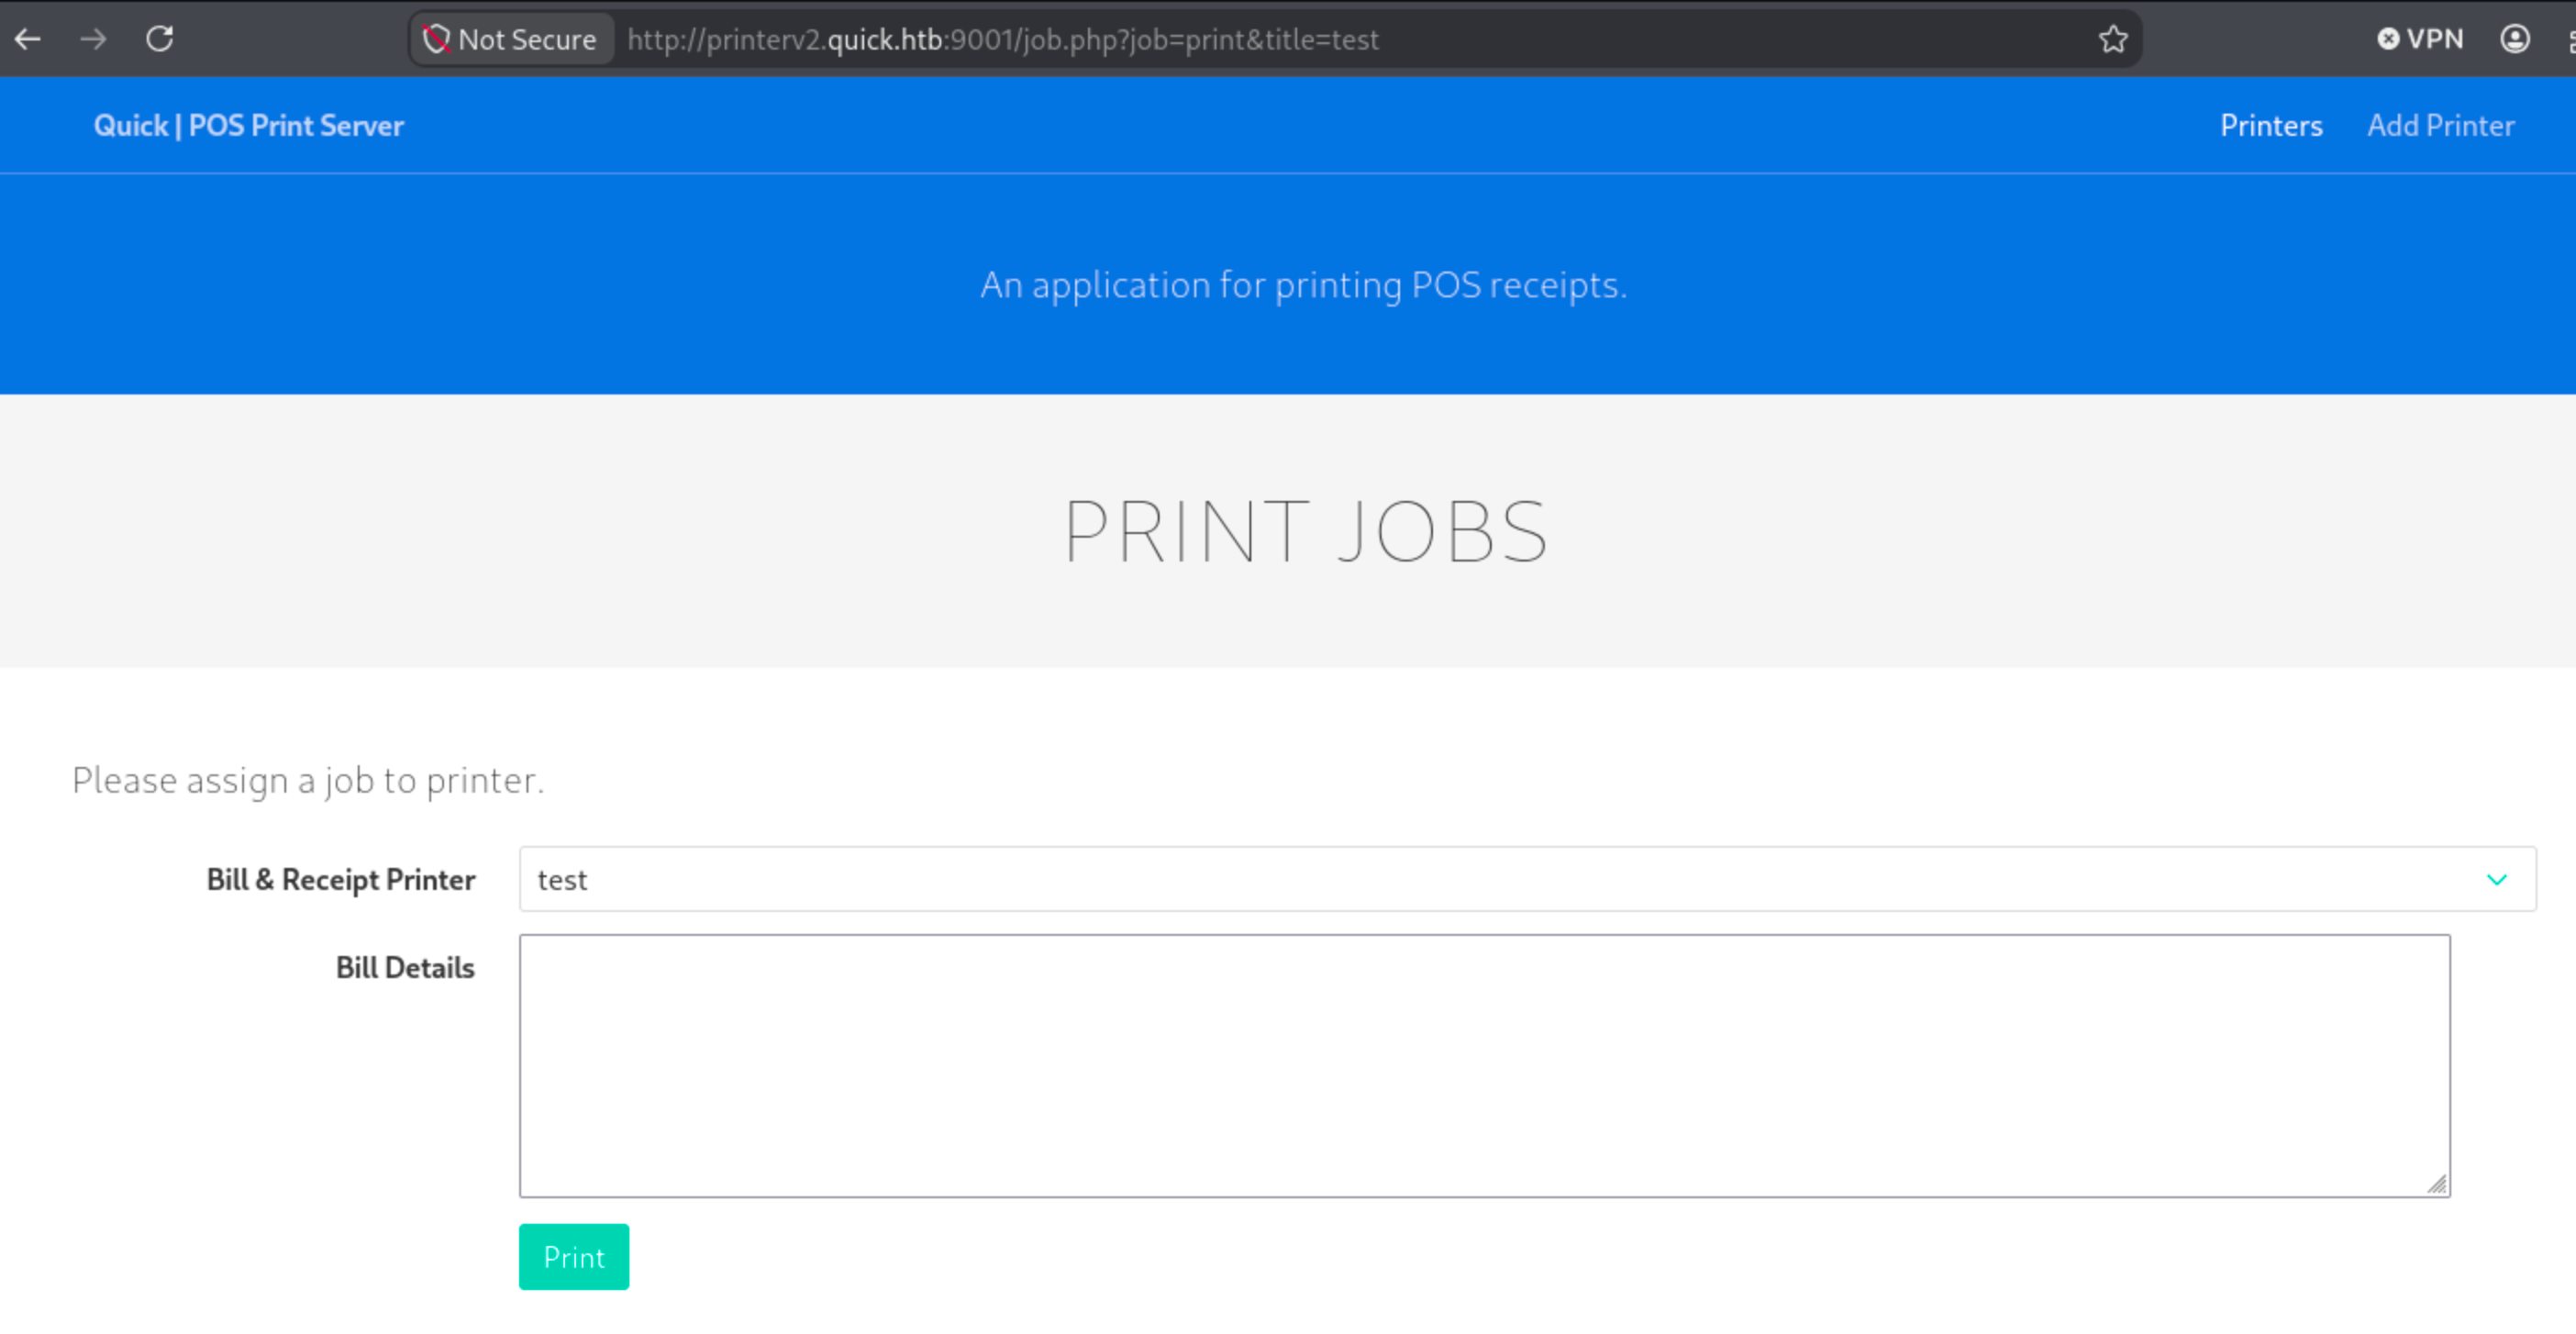 Not Secure http://printerv2.quick.htb:9001/job.php?job=print&title=test VPN
Quick | POS Print Server Printers Add Printer
An application for printing POS receipts.
PRINT JOBS
Please assign a job to printer.
Bill & Receipt Printer test
Bill Details
Print